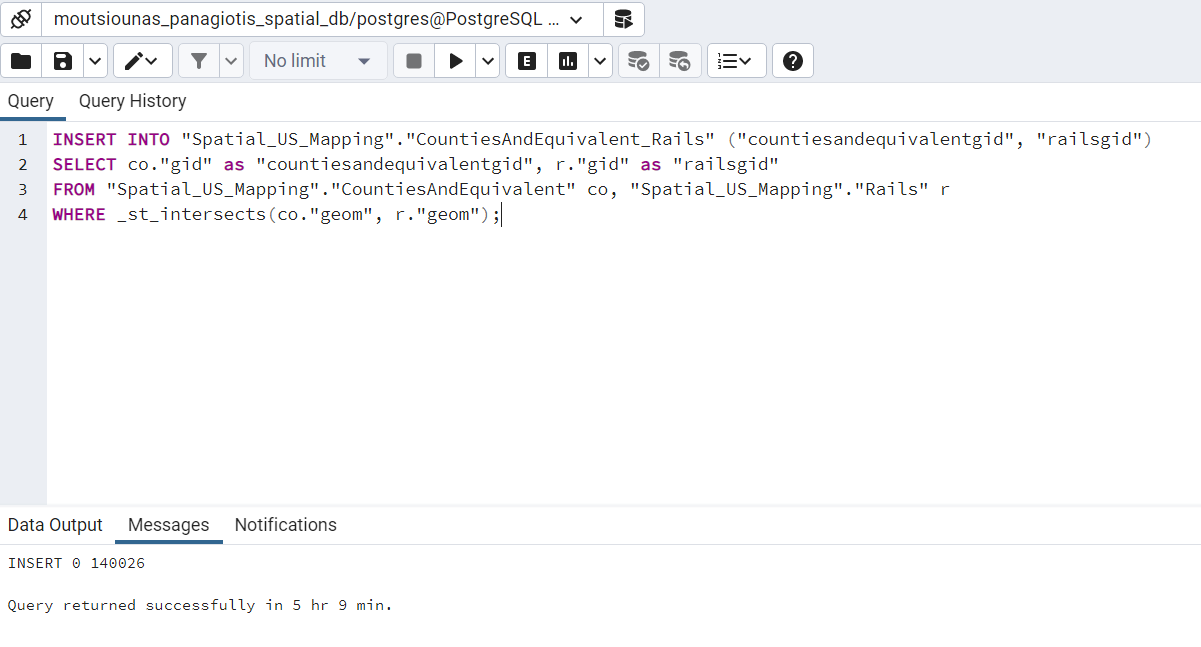 moutsiounas_panagiotis_spatial_db/postgres@PostgreSQL ...
No limit
E
Query Query History
1 INSERT INTO "Spatial_US_Mapping"."CountiesAndEquivalent_Rails" ("countiesandequivalentgid", "railsgid")
2 SELECT co."gid" as "countiesandequivalentgid", r."gid" as "railsgid"
3 FROM "Spatial_US_Mapping"."CountiesAndEquivalent" co, "Spatial_US_Mapping"."Rails" r
4 WHERE _st_intersects(co."geom", r."geom");
Data Output Messages Notifications
INSERT 0 140026
Query returned successfully in 5 hr 9 min.